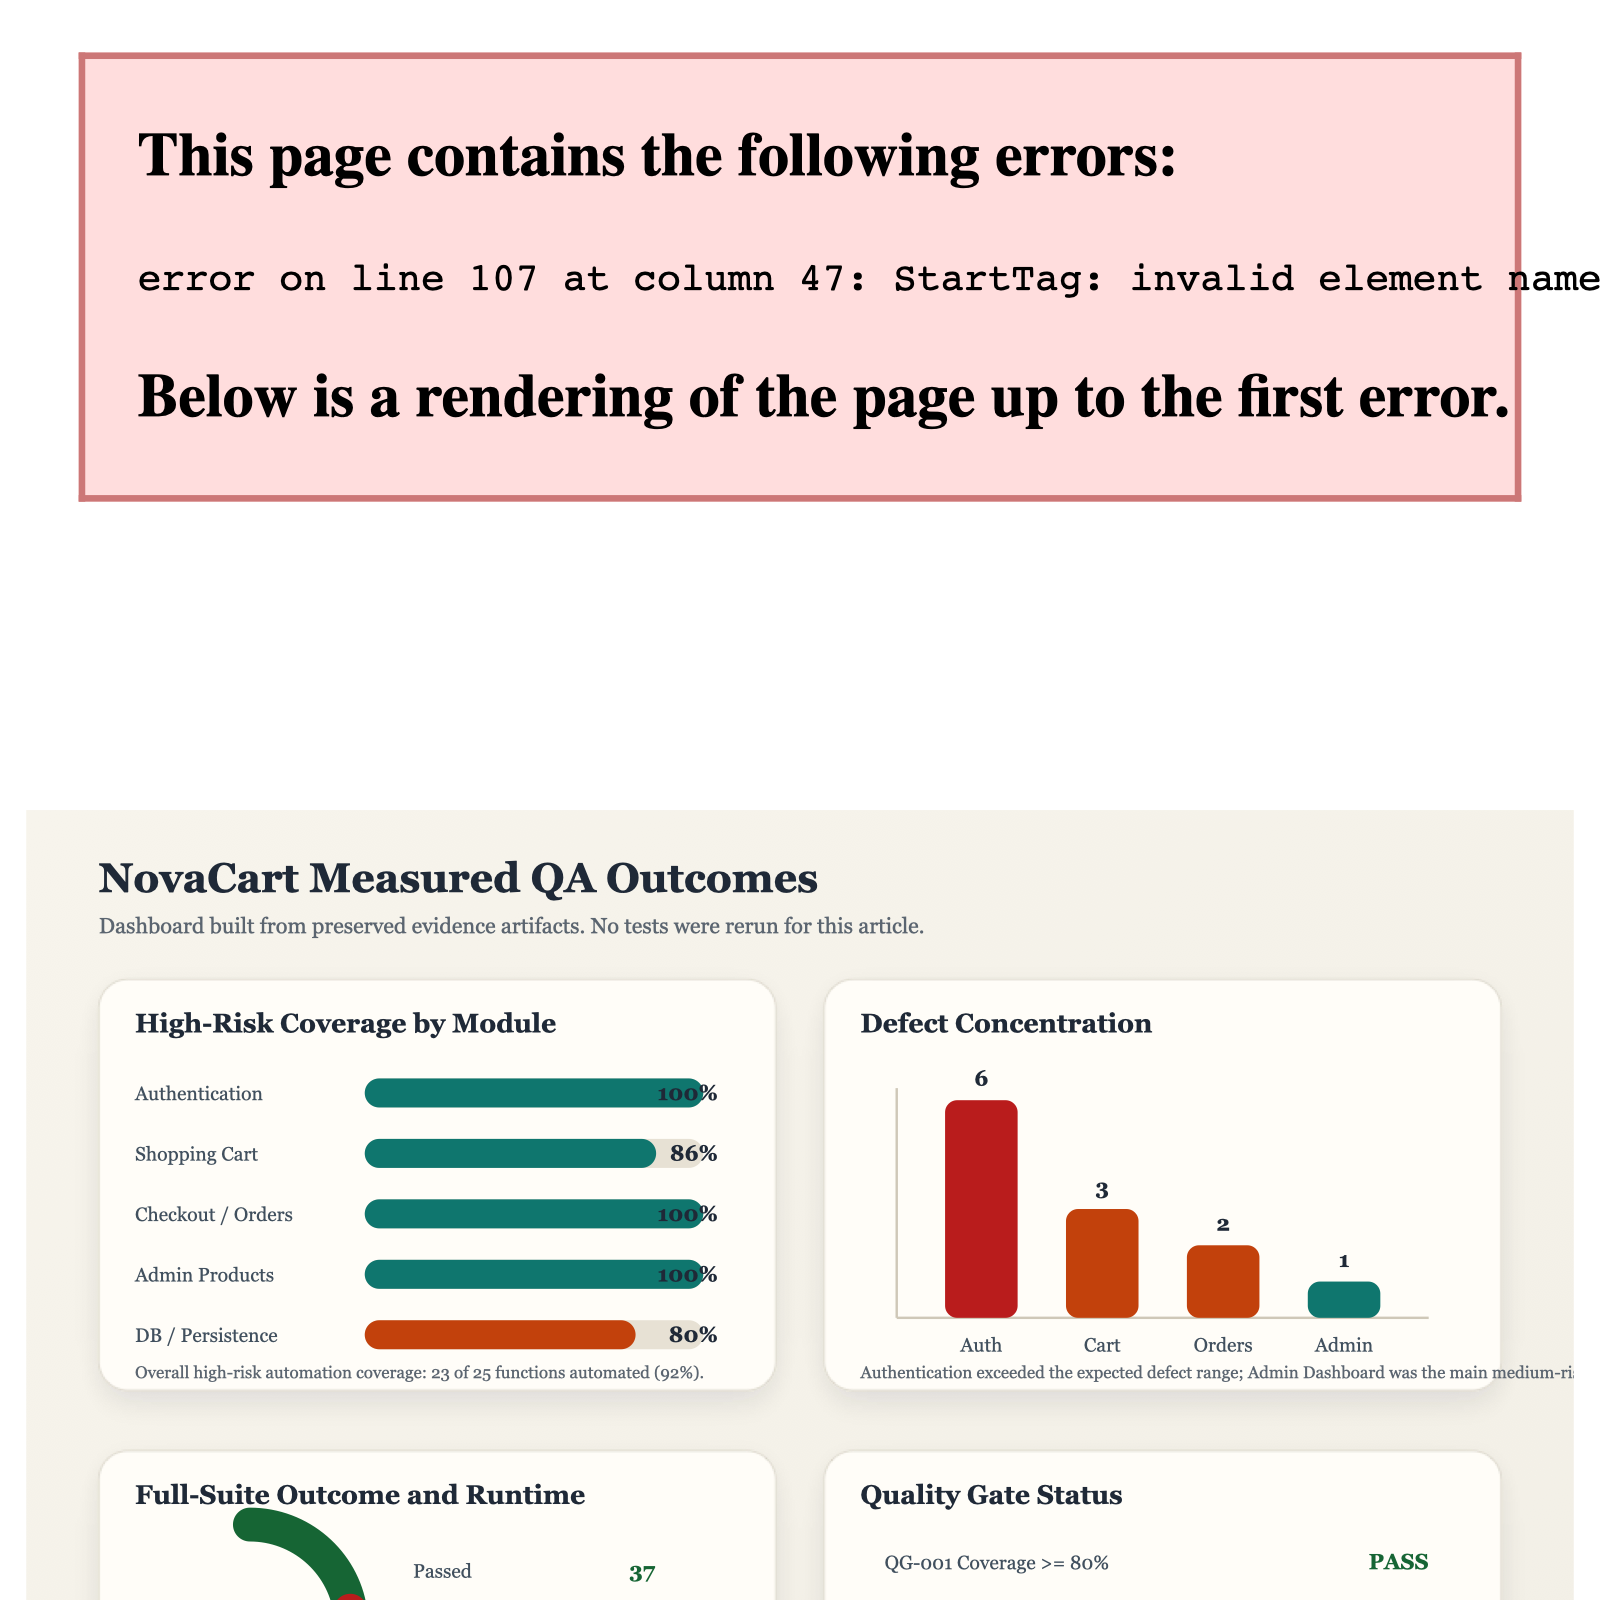 This page contains the following errors:
error on line 107 at column 47: StartTag: invalid element name
Below is a rendering of the page up to the first error.
NovaCart Measured QA Outcomes
Dashboard built from preserved evidence artifacts. No tests were rerun for this article.
High-Risk Coverage by Module
Authentication 100%
Shopping Cart 86%
Checkout / Orders 100%
Admin Products 100%
DB / Persistence 80%
Overall high-risk automation coverage: 23 of 25 functions automated (92%).
Defect Concentration
6
3
2
1
Auth Cart Orders Admin
Authentication exceeded the expected defect range; Admin Dashboard was the main
Full-Suite Outcome and Runtime
Passed 37
Quality Gate Status
QG-001 Coverage >= 80% PASS